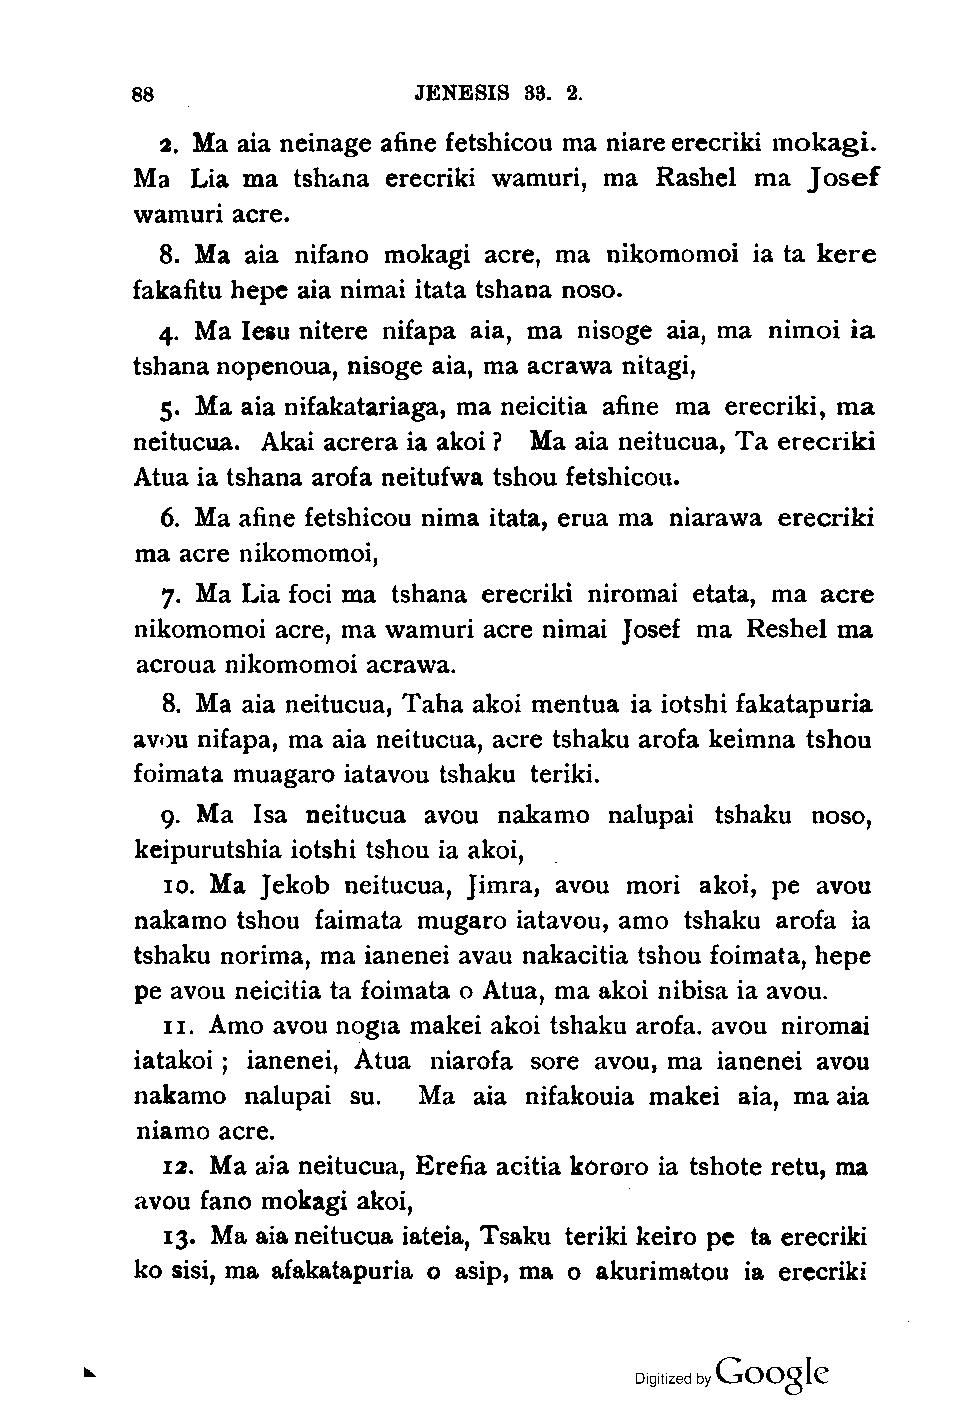 88 JENESIS 33. 2.
2. Ma aia neinage afine fetshicou ma niare erecriki mokagi.
Ma Lia ma tshana erecriki wamuri, ma Rashel ma Josef
wamuri acre.
8. Ma aia nifano mokagi acre, ma nikomomoi ia ta kere
fakafitu hepe aia nimai itata tshana noso.
4. Ma Iesu nitere nifapa aia, ma nisoge aia, ma nimoi ia
tshana nopenoua, nisoge aia, ma acrawa nitagi,
5. Ma aia nifakatariaga, ma neicitia afine ma erecriki, ma
neitucua. Akai acrera ia akoi ? Ma aia neitucua, Ta erecriki
Atua ia tshana arofa neitufwa tshou fetshicou.
6. Ma afine fetshicou nima itata, erua ma niarawa erecriki
ma acre nikomomoi,
7. Ma Lia foci ma tshana erecriki niromai etata, ma acre
nikomomoi acre, ma wamuri acre nimai Josef ma Reshel ma
acroua nikomomoi acrawa.
8. Ma aia neitucua, Taha akoi mentua ia iotshi fakatapuria
avou nifapa, ma aia neitucua, acre tshaku arofa keimna tshou
foimata muagaro iatavou tshaku teriki.
9. Ma Isa neitucua avou nakamo nalupai tshaku noso,
keipurutshia iotshi tshou ia akoi,
10. Ma Jekob neitucua, Jimra, avou mori akoi, pe avou
nakamo tshou faimata mugaro iatavou, amo tshaku arofa ia
tshaku norima, ma ianenei avau nakacitia tshou foimata, hepe
pe avou neicitia ta foimata o Atua, ma akoi nibisa ia avou.
11. Amo avou nogia makei akoi tshaku arofa. avou niromai
iatakoi ; ianenei, Atua niarofa sore avou, ma ianenei avou
nakamo nalupai su. Ma aia nifakouia makei aia, ma aia
niamo acre.
12. Ma aia neitucua, Erefia acitia kororo ia tshote retu, ma
avou fano mokagi akoi,
13. Ma aia neitucua iateia, Tsaku teriki keiro pe ta erecriki
ko sisi, ma afakatapuria o asip, ma o akurimatou ia erecriki
Digitized by Google